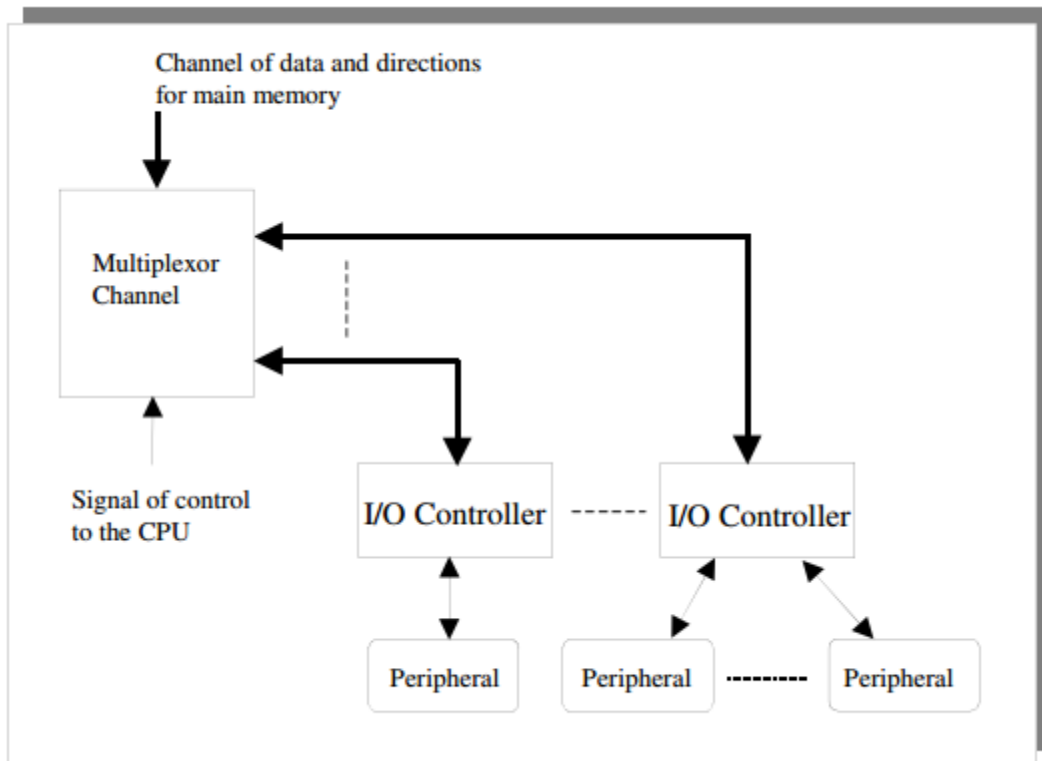 Channel of data and directions
for main memory
Multiplexor
Channel
Signal of control
to the CPU
I/O Controller
I/O Controller
Peripheral
Peripheral
Peripheral